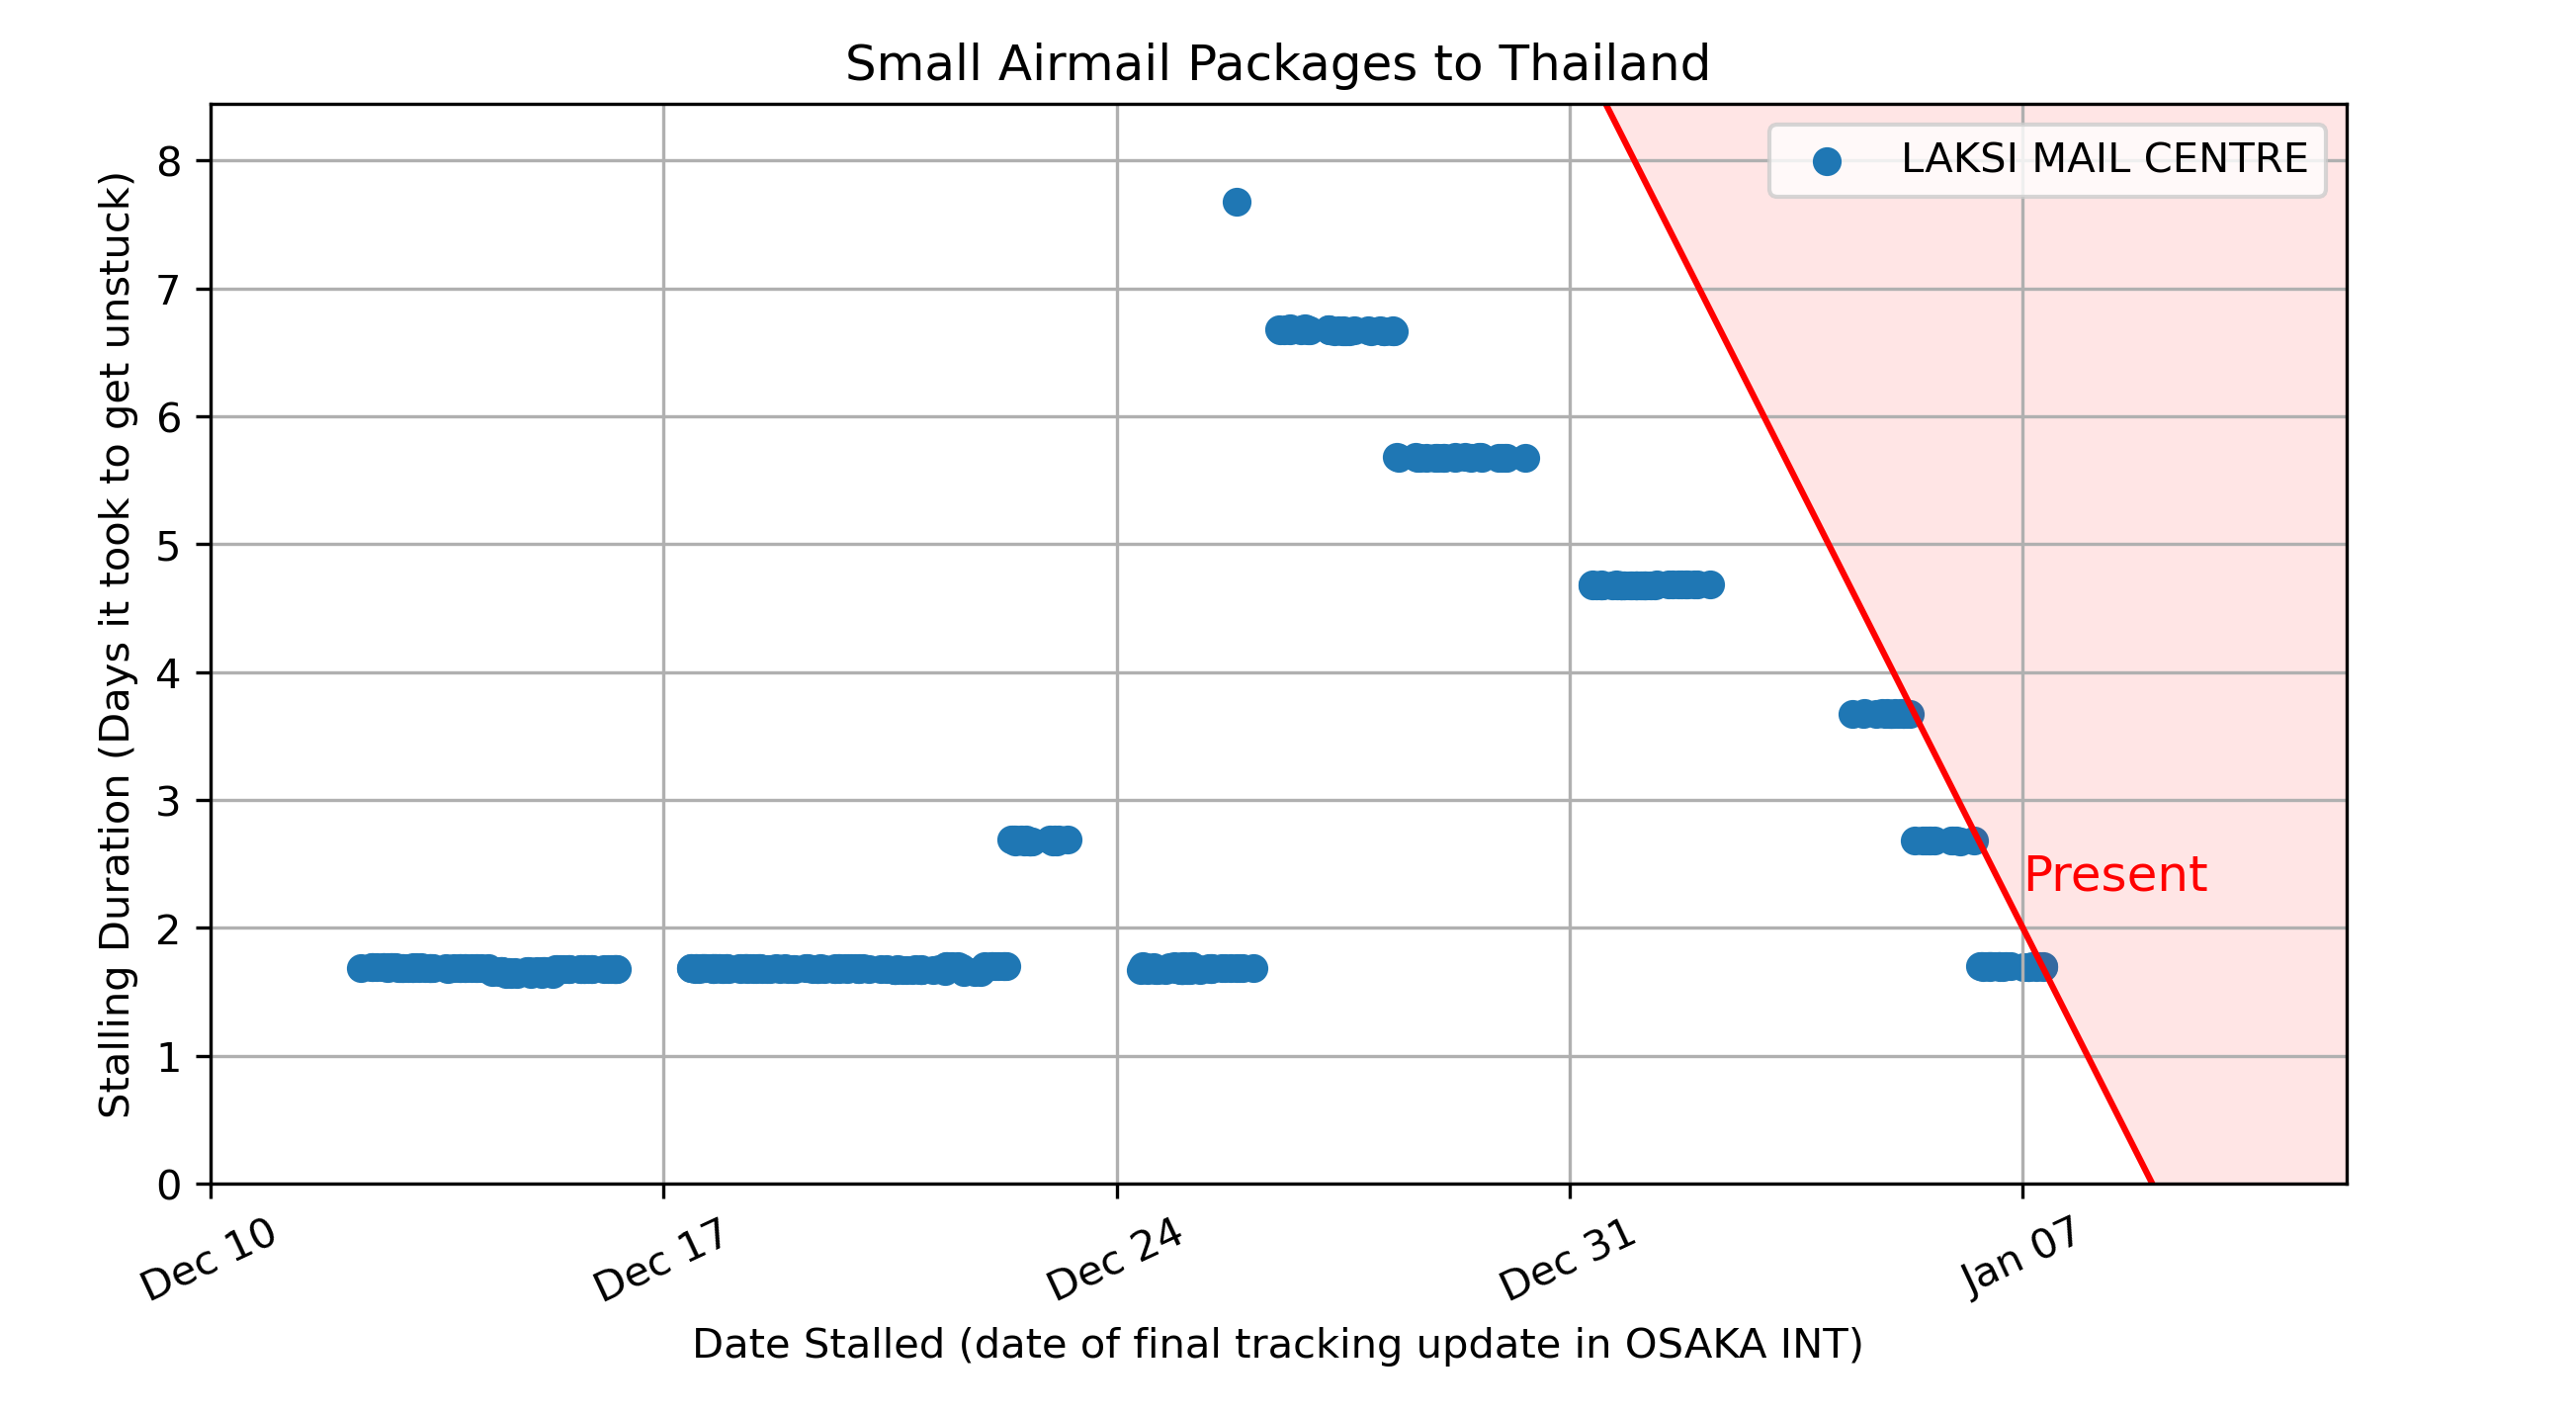 Small Airmail Packages to Thailand
LAKSI MAIL CENTRE
Stalling Duration (Days it took to get unstuck)
8
7
6
5
4
3
2
1
0
Present
Dec 10
Dec 17
Dec 24
Dec 31
Jan 07
Date Stalled (date of final tracking update in OSAKA INT)